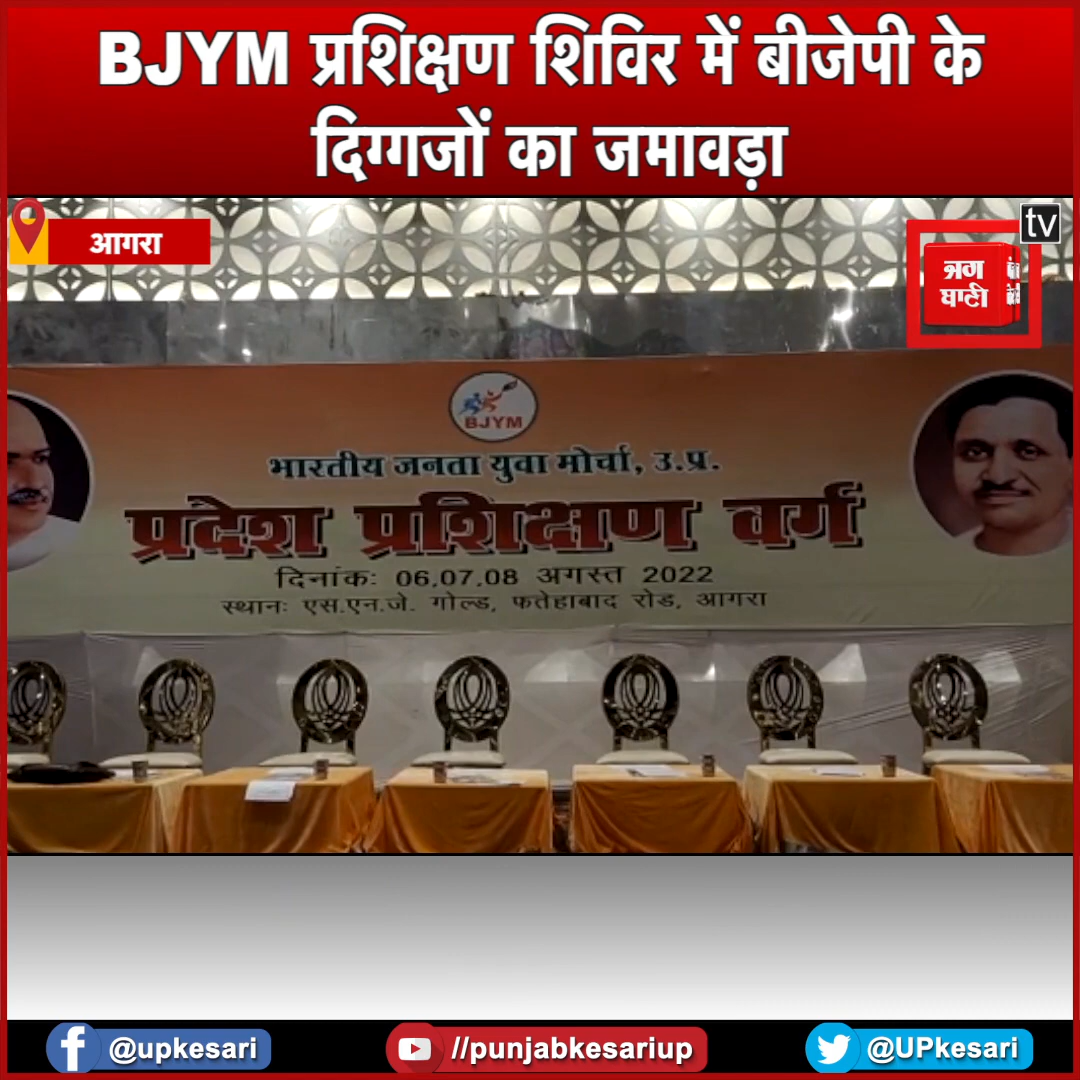 BJYM प्रशिक्षण शिविर में बीजेपी के
दिग्गजों का जमावड़ा
आगरा
tv
BJYM
भारतीय जनता युवा मोर्चा, उ.प्र.
प्रदेश प्रशिक्षण वर्ग
दिनांकः 06,07,08 अगस्त 2022
स्थानः एस.एन.जे. गोल्ड, फतेहाबाद रोड, आगरा
@upkesari
//punjabkesariup
@UPkesari